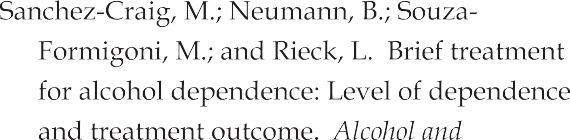 Sanchez-Craig, M.; Neumann, B.; Souza-
Formigoni, M.; and Rieck, L. Brief treatment
for alcohol dependence: Level of dependence
and treatment outcome. Alcohol and